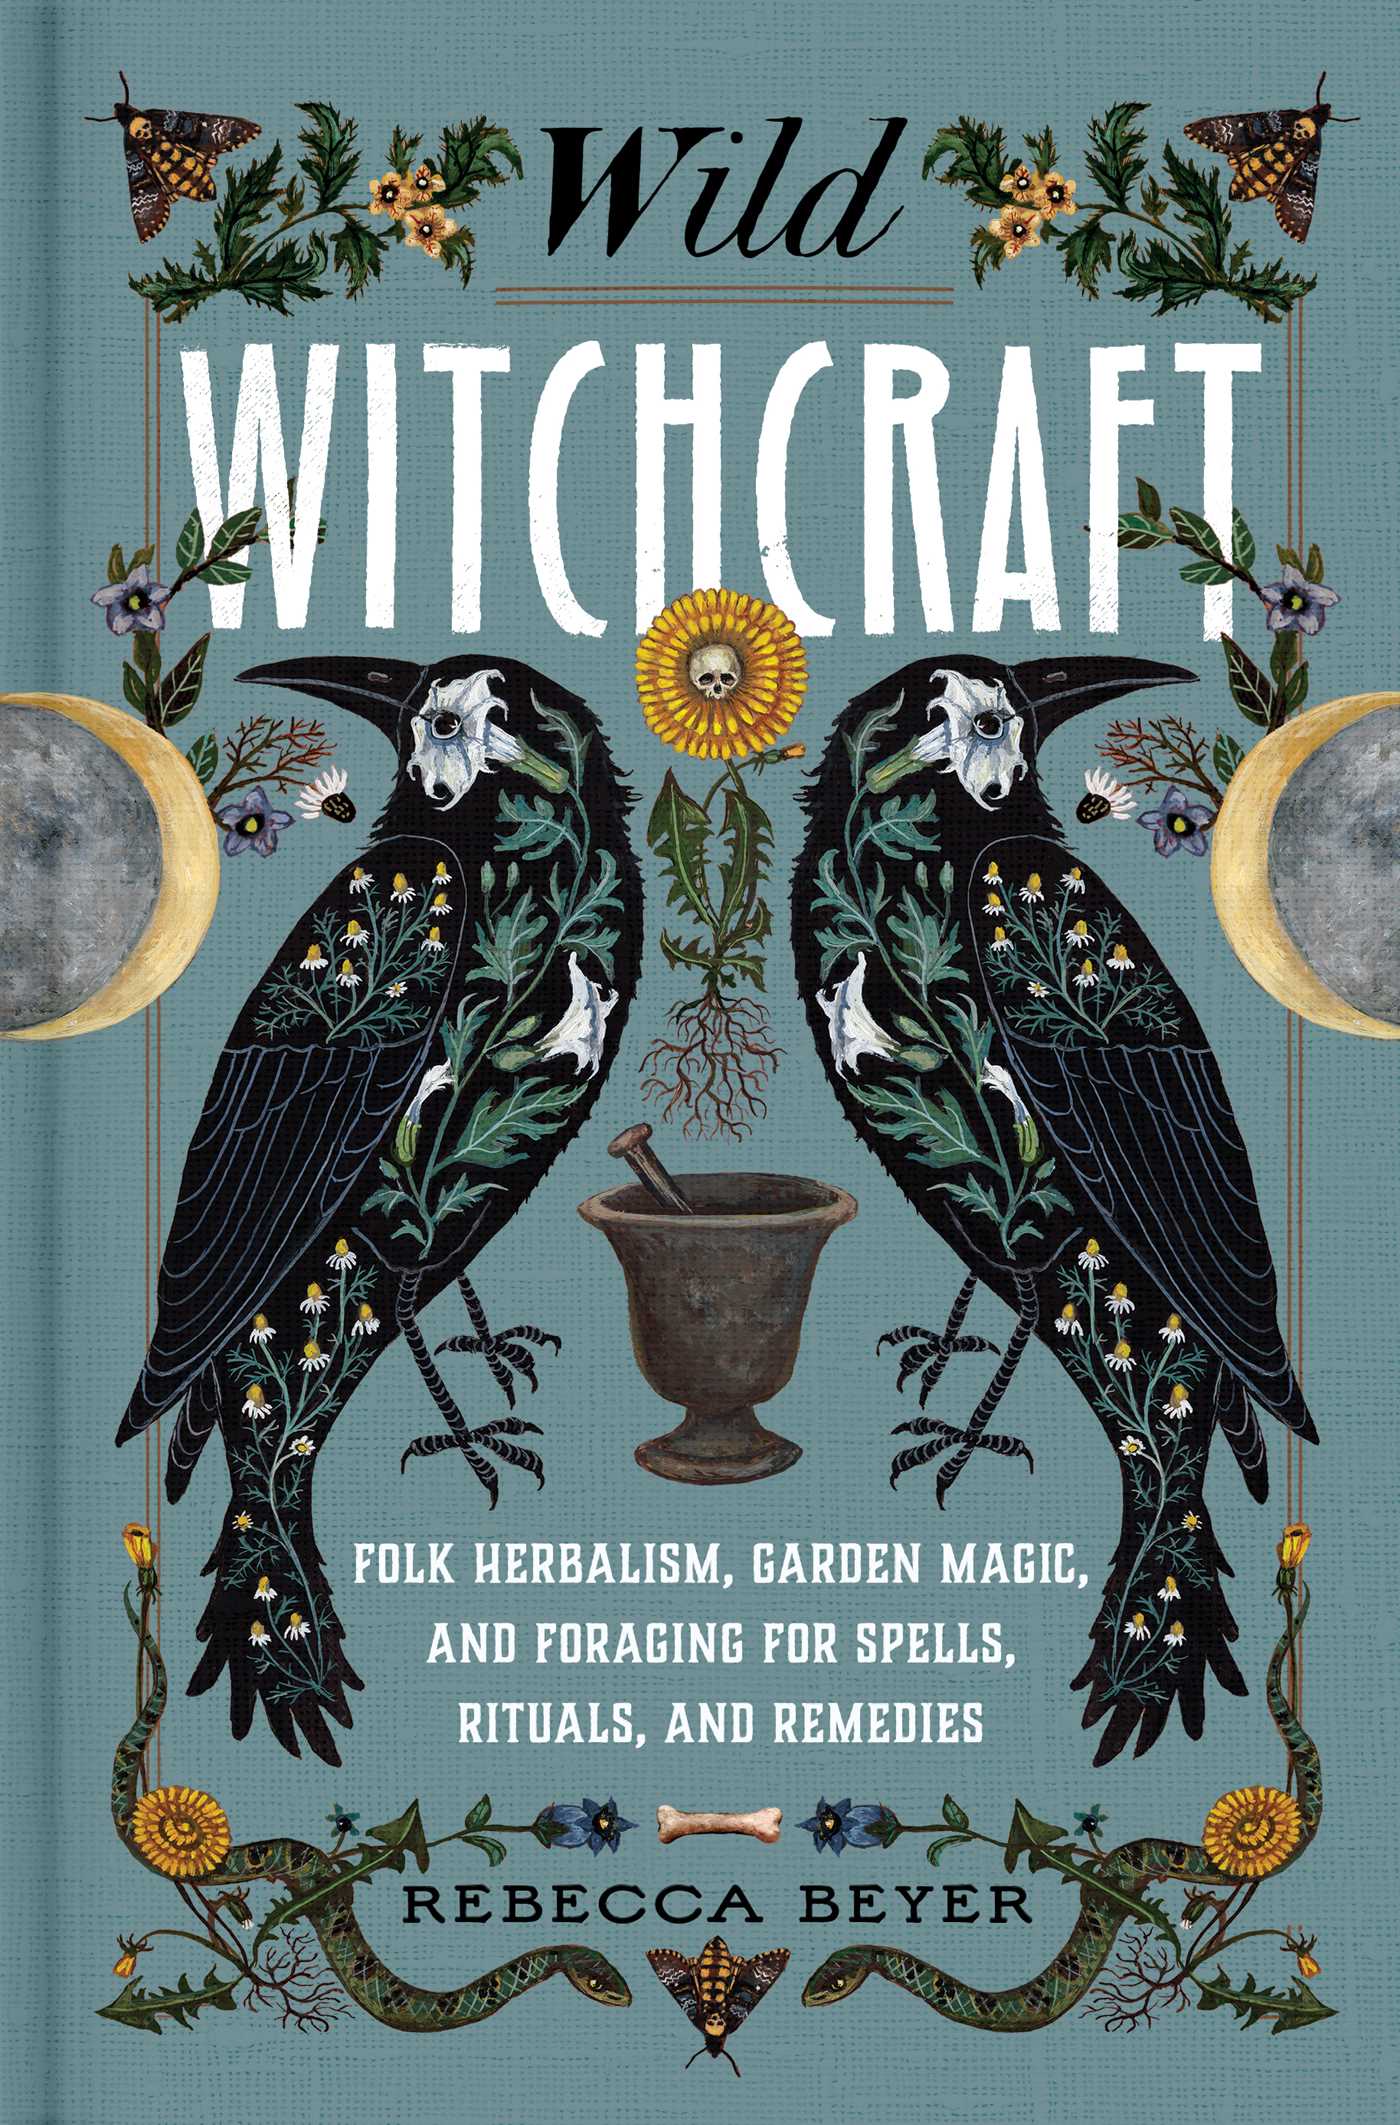 Wild
WITCHCRAFT
FOLK HERBALISM, GARDEN MAGIC,
AND FORAGING FOR SPELLS,
RITUALS, AND REMEDIES
REBECCA BEYER